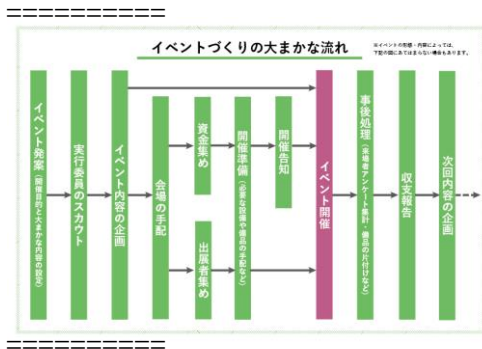 イベントづくりの大まかな流れ
※イベントの形態・内容によっては、
下記の図にあてはまらない場合もあります。
イベント発案（開催目的と大まかな内容の設定）
実行委員のスカウト
イベント内容の企画
会場の手配
資金集め
出展者集め
開催準備（必要な設備や備品の手配など）
開催告知
イベント開催
事後処理（来場者アンケート集計・備品の片付けなど）
収支報告
次回内容の企画